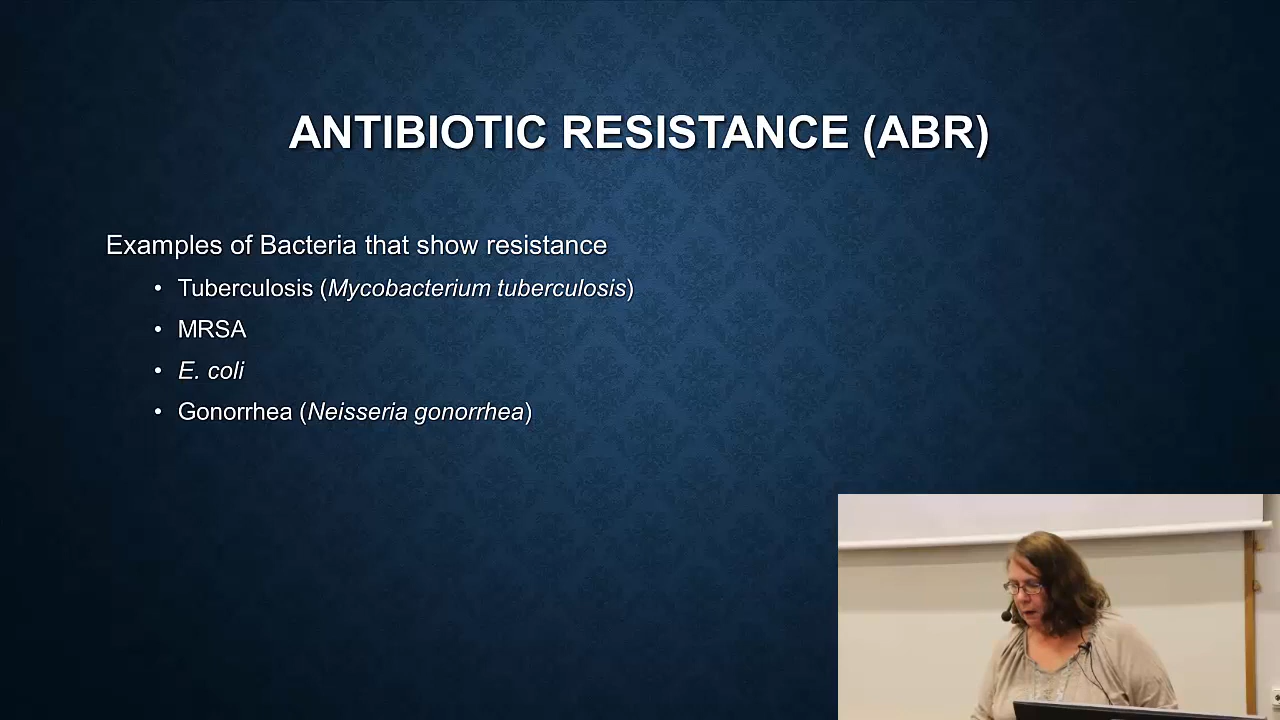 ANTIBIOTIC RESISTANCE (ABR)
Examples of Bacteria that show resistance
• Tuberculosis (Mycobacterium tuberculosis)
• MRSA
• E. coli
• Gonorrhea (Neisseria gonorrhea)